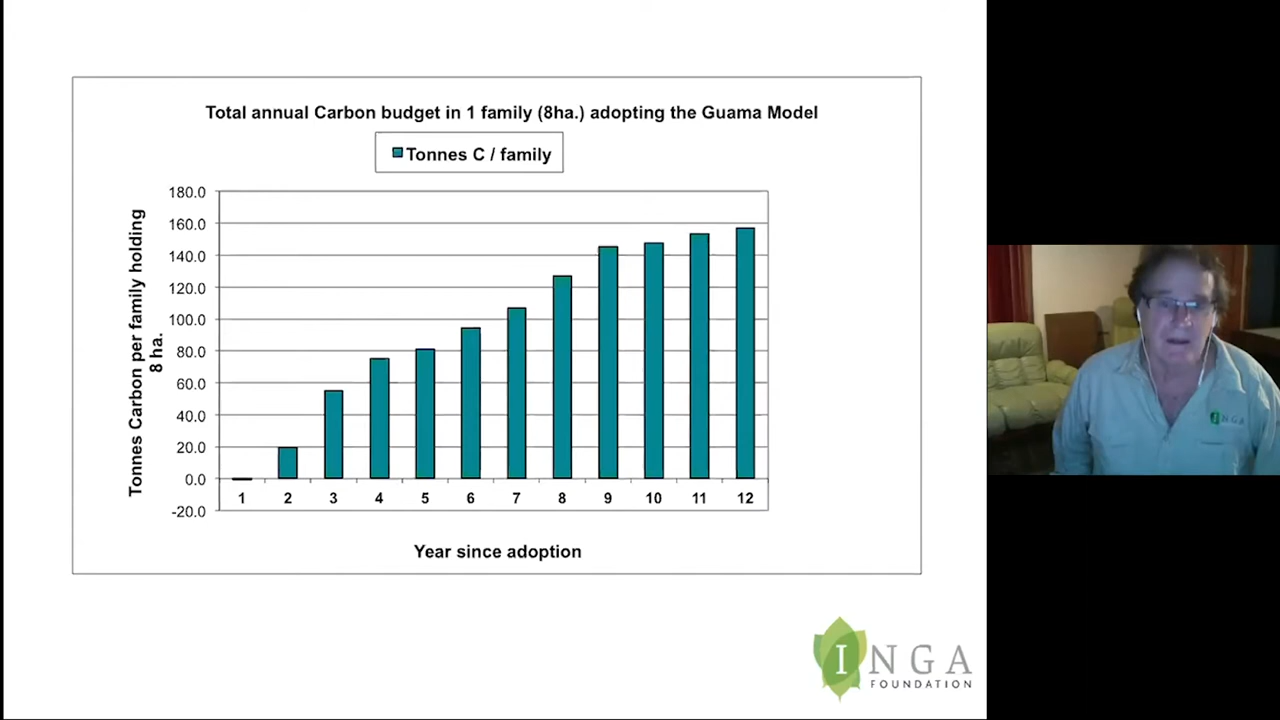 Total annual Carbon budget in 1 family (8ha.) adopting the Guama Model
Tonnes C / family
Tonnes Carbon per family holding
8 ha.
180.0
160.0
140.0
120.0
100.0
80.0
60.0
40.0
20.0
0.0
-20.0
1 2 3 4 5 6 7 8 9 10 11 12
Year since adoption
INGA
FOUNDATION
INGA